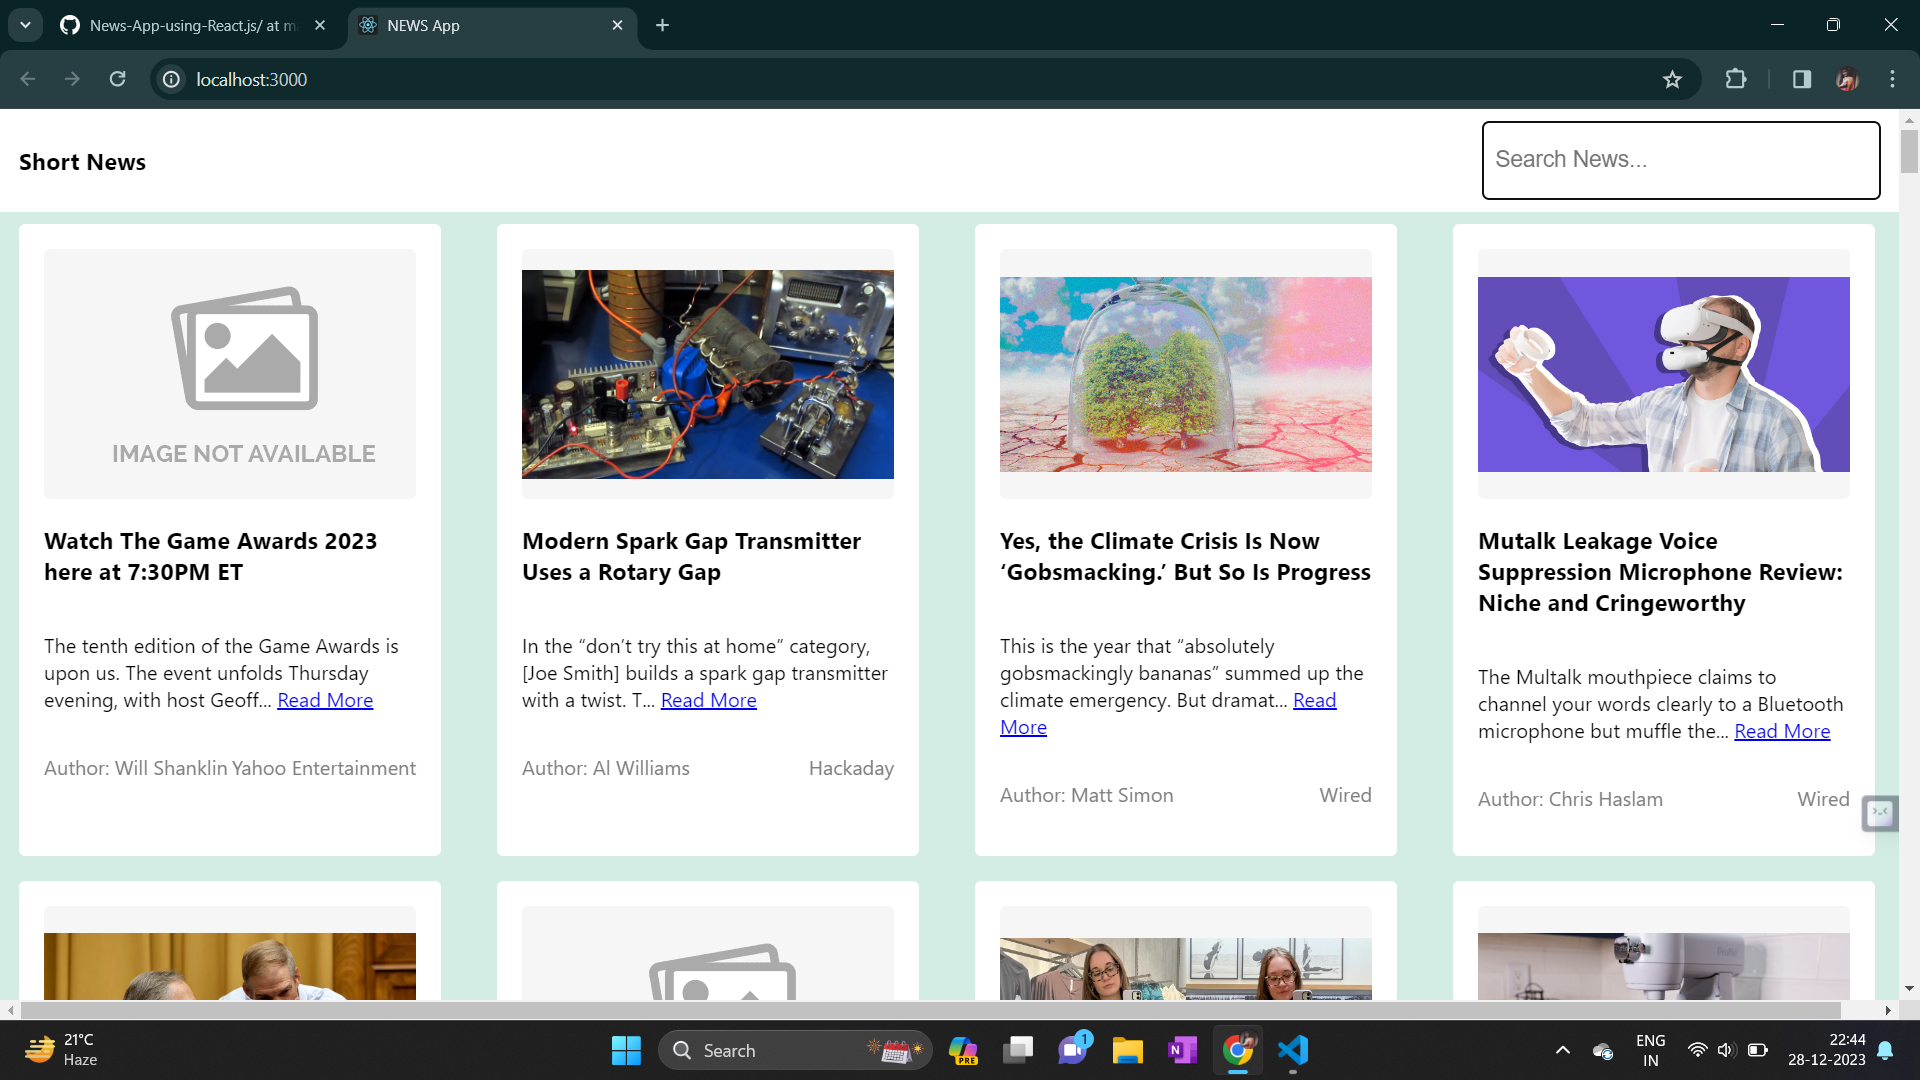 News-App-using-React.js/ at m
NEWS App
localhost:3000
Short News
Search News...
IMAGE NOT AVAILABLE
Watch The Game Awards 2023
here at 7:30PM ET
The tenth edition of the Game Awards is
upon us. The event unfolds Thursday
evening, with host Geoff... Read More
Author: Will Shanklin Yahoo Entertainment
Modern Spark Gap Transmitter
Uses a Rotary Gap
In the “don’t try this at home” category,
[Joe Smith] builds a spark gap transmitter
with a twist. T... Read More
Author: Al Williams Hackaday
Yes, the Climate Crisis Is Now
‘Gobsmacking.’ But So Is Progress
This is the year that “absolutely
gobsmackingly bananas” summed up the
climate emergency. But dramat... Read
More
Author: Matt Simon Wired
Mutalk Leakage Voice
Suppression Microphone Review:
Niche and Cringeworthy
The Multalk mouthpiece claims to
channel your words clearly to a Bluetooth
microphone but muffle the... Read More
Author: Chris Haslam Wired
21°C
Haze
Search
PRE
1
N
ENG
IN
22:44
28-12-2023